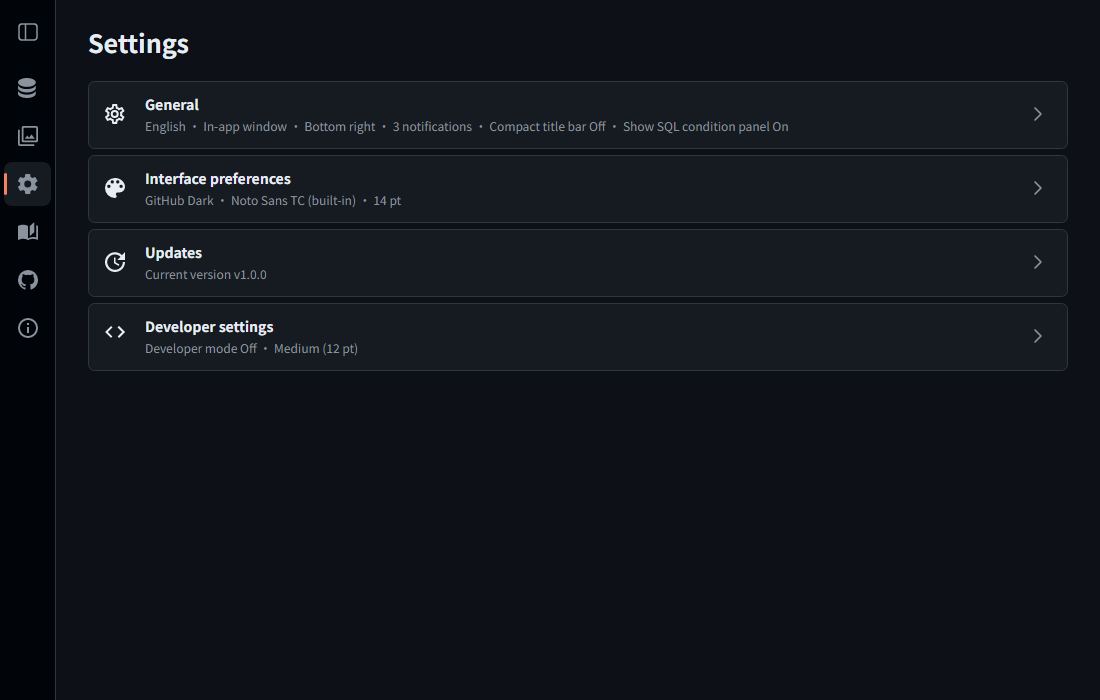 Settings
General
English • In-app window • Bottom right • 3 notifications • Compact title bar Off • Show SQL condition panel On
Interface preferences
GitHub Dark • Noto Sans TC (built-in) • 14 pt
Updates
Current version v1.0.0
Developer settings
Developer mode Off • Medium (12 pt)